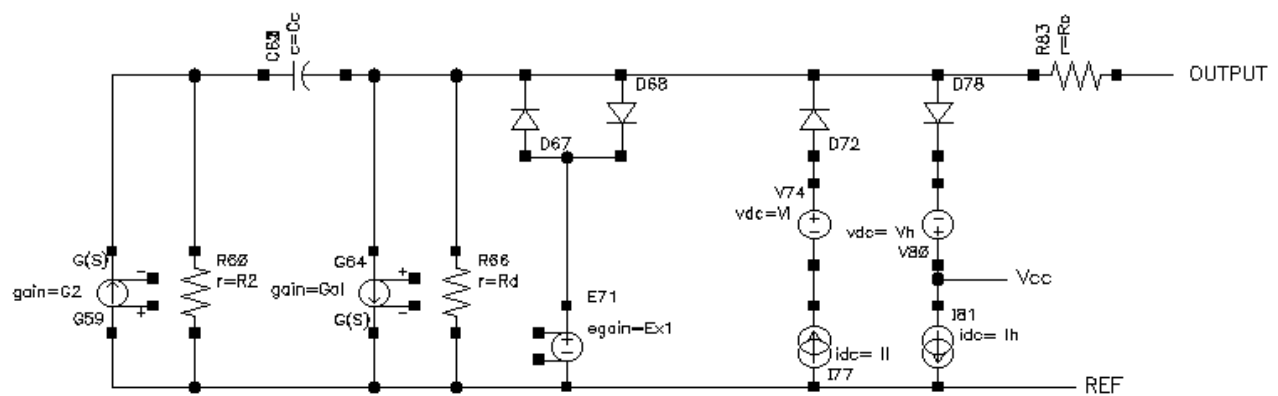 C62
c=Cc
R83
r=Ro
OUTPUT
D68
D78
D67
D72
V74
vdc=Vl
vdc= Vh
V80
Vcc
G(S)
gain=G2
G59
R60
r=R2
G64
gain=Gol
G(S)
R66
r=Rd
E71
egain=Ex1
idc= Il
I77
I81
idc= Ih
REF